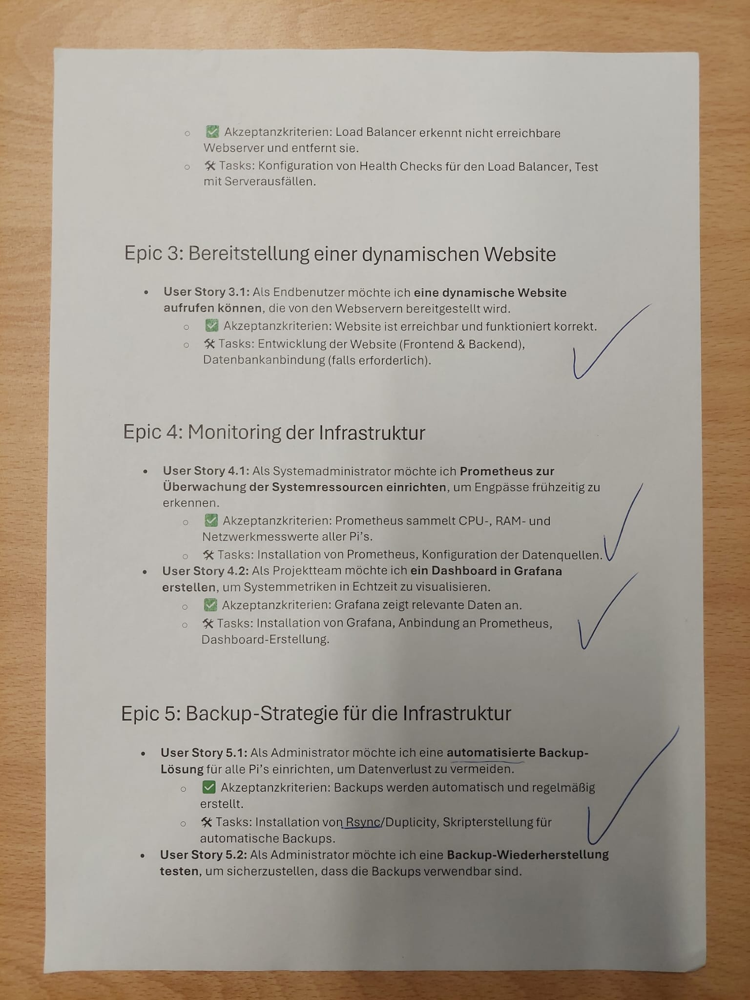 ○ ✅ Akzeptanzkriterien: Load Balancer erkennt nicht erreichbare
Webserver und entfernt sie.
○ 🛠 Tasks: Konfiguration von Health Checks für den Load Balancer, Test
mit Serverausfällen.
Epic 3: Bereitstellung einer dynamischen Website
• User Story 3.1: Als Endbenutzer möchte ich eine dynamische Website
aufrufen können, die von den Webservern bereitgestellt wird.
○ ✅ Akzeptanzkriterien: Website ist erreichbar und funktioniert korrekt.
○ 🛠 Tasks: Entwicklung der Website (Frontend & Backend),
Datenbankanbindung (falls erforderlich).
Epic 4: Monitoring der Infrastruktur
• User Story 4.1: Als Systemadministrator möchte ich Prometheus zur
Überwachung der Systemressourcen einrichten, um Engpässe frühzeitig zu
erkennen.
○ ✅ Akzeptanzkriterien: Prometheus sammelt CPU-, RAM- und
Netzwerkmesswerte aller Pi’s.
○ 🛠 Tasks: Installation von Prometheus, Konfiguration der Datenquellen.
• User Story 4.2: Als Projektteam möchte ich ein Dashboard in Grafana
erstellen, um Systemmetriken in Echtzeit zu visualisieren.
○ ✅ Akzeptanzkriterien: Grafana zeigt relevante Daten an.
○ 🛠 Tasks: Installation von Grafana, Anbindung an Prometheus,
Dashboard-Erstellung.
Epic 5: Backup-Strategie für die Infrastruktur
• User Story 5.1: Als Administrator möchte ich eine automatisierte Backup-
Lösung für alle Pi’s einrichten, um Datenverlust zu vermeiden.
○ ✅ Akzeptanzkriterien: Backups werden automatisch und regelmäßig
erstellt.
○ 🛠 Tasks: Installation von Rsync/Duplicity, Skripterstellung für
automatische Backups.
• User Story 5.2: Als Administrator möchte ich eine Backup-Wiederherstellung
testen, um sicherzustellen, dass die Backups verwendbar sind.